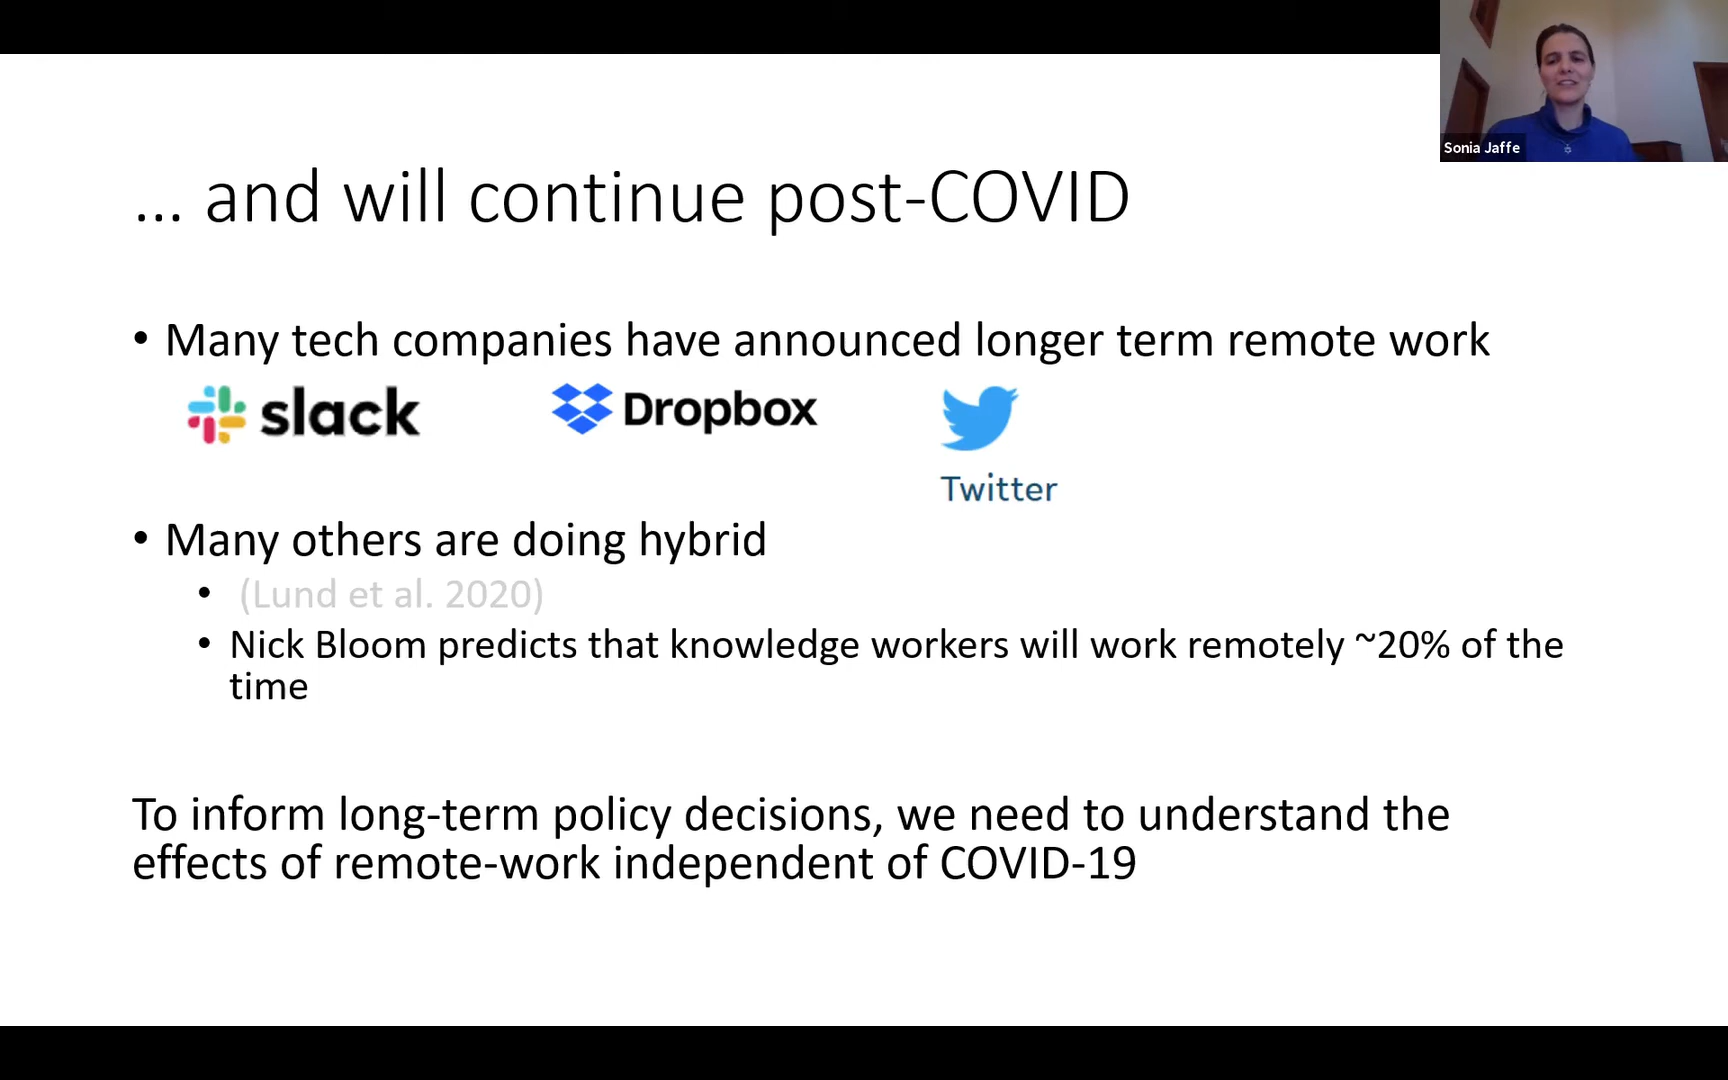 Sonia Jaffe
… and will continue post-COVID
• Many tech companies have announced longer term remote work
slack
Dropbox
Twitter
• Many others are doing hybrid
• (Lund et al. 2020)
• Nick Bloom predicts that knowledge workers will work remotely ~20% of the
time
To inform long-term policy decisions, we need to understand the
effects of remote-work independent of COVID-19